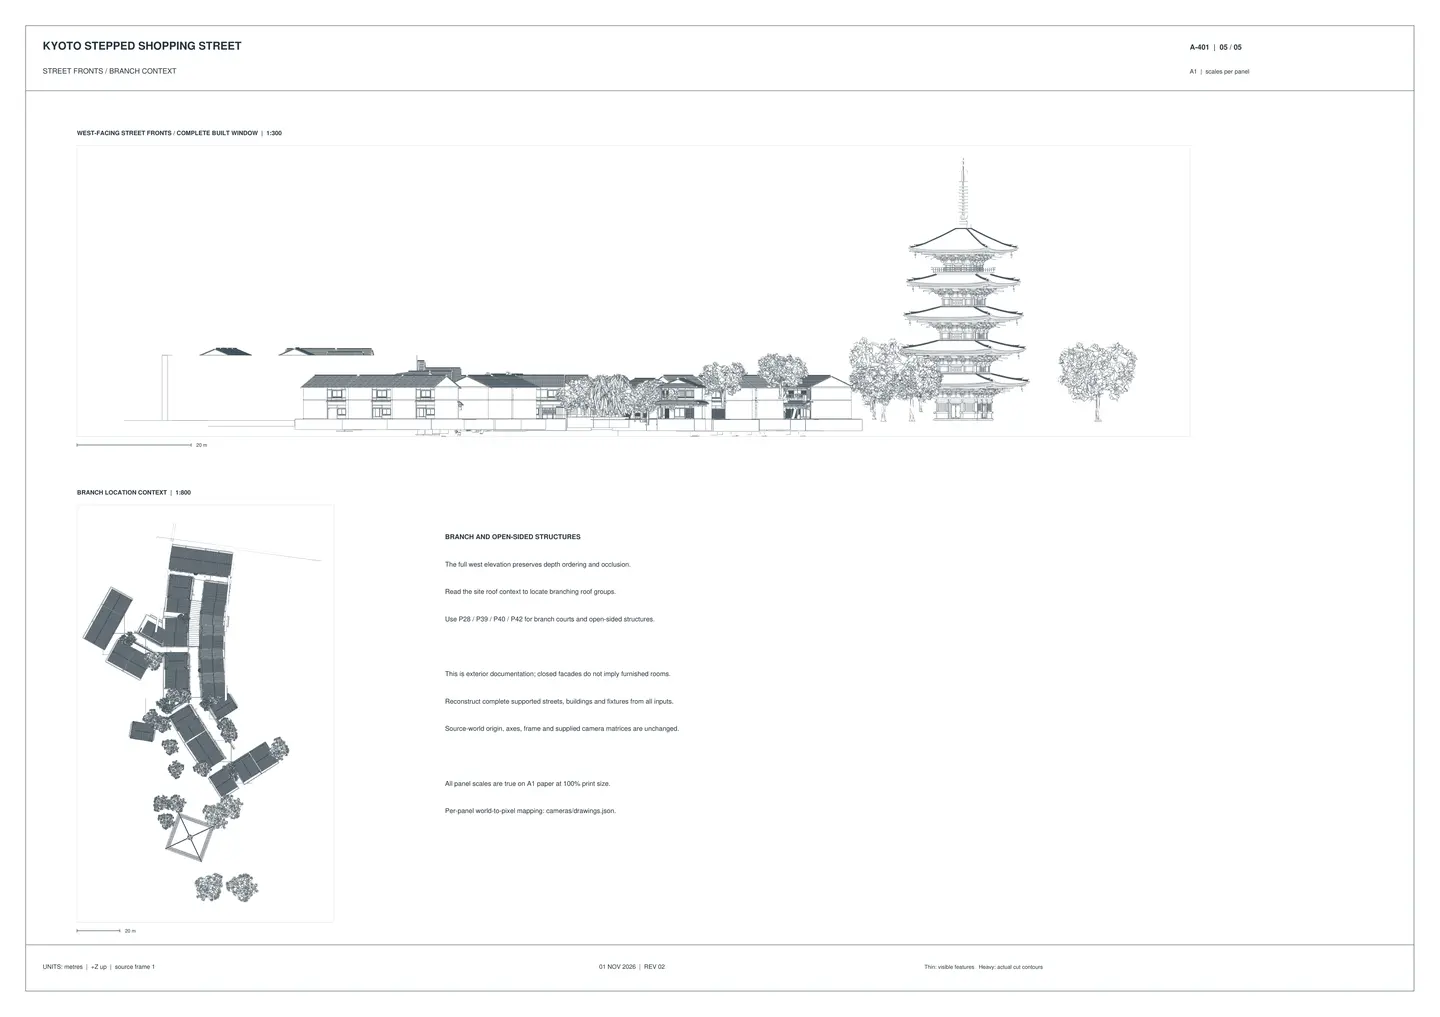 KYOTO STEPPED SHOPPING STREET
A-401 | 05 / 05
STREET FRONTS / BRANCH CONTEXT
A1 | scales per panel
WEST-FACING STREET FRONTS / COMPLETE BUILT WINDOW | 1:300
20 m
BRANCH LOCATION CONTEXT | 1:800
BRANCH AND OPEN-SIDED STRUCTURES
The full west elevation preserves depth ordering and occlusion.
Read the site roof context to locate branching roof groups.
Use P28 / P39 / P40 / P42 for branch courts and open-sided structures.
This is exterior documentation; closed facades do not imply furnished rooms.
Reconstruct complete supported streets, buildings and fixtures from all inputs.
Source-world origin, axes, frame and supplied camera matrices are unchanged.
All panel scales are true on A1 paper at 100% print size.
Per-panel world-to-pixel mapping: cameras/drawings.json.
20 m
UNITS: metres | +Z up | source frame 1
01 NOV 2026 | REV 02
Thin: visible features Heavy: actual cut contours